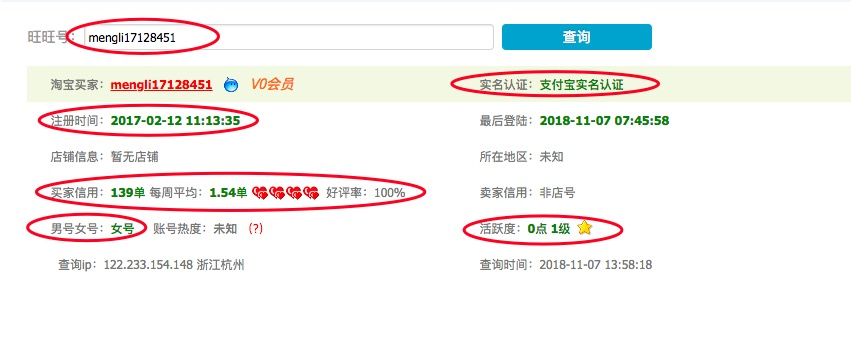 旺旺号： mengli17128451 查询
淘宝买家：mengli17128451 V0会员 实名认证：支付宝实名认证
注册时间：2017-02-12 11:13:35 最后登陆：2018-11-07 07:45:58
店铺信息：暂无店铺 所在地区：未知
买家信用：139单 每周平均：1.54单 好评率：100% 卖家信用：非店号
男号女号：女号 账号热度：未知 (?) 活跃度：0点 1级
查询ip：122.233.154.148 浙江杭州 查询时间：2018-11-07 13:58:18